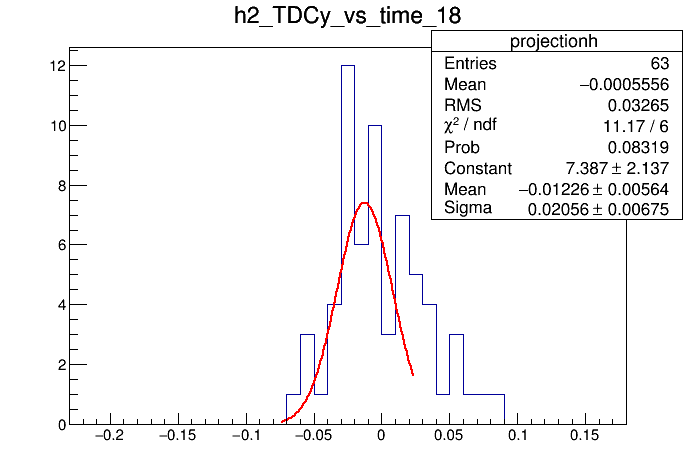 h2_TDCy_vs_time_18
projectionh
Entries 63
Mean −0.0005556
RMS 0.03265
χ² / ndf 11.17 / 6
Prob 0.08319
Constant 7.387 ± 2.137
Mean −0.01226 ± 0.00564
Sigma 0.02056 ± 0.00675
12
10
8
6
4
2
0
−0.2 −0.15 −0.1 −0.05 0 0.05 0.1 0.15